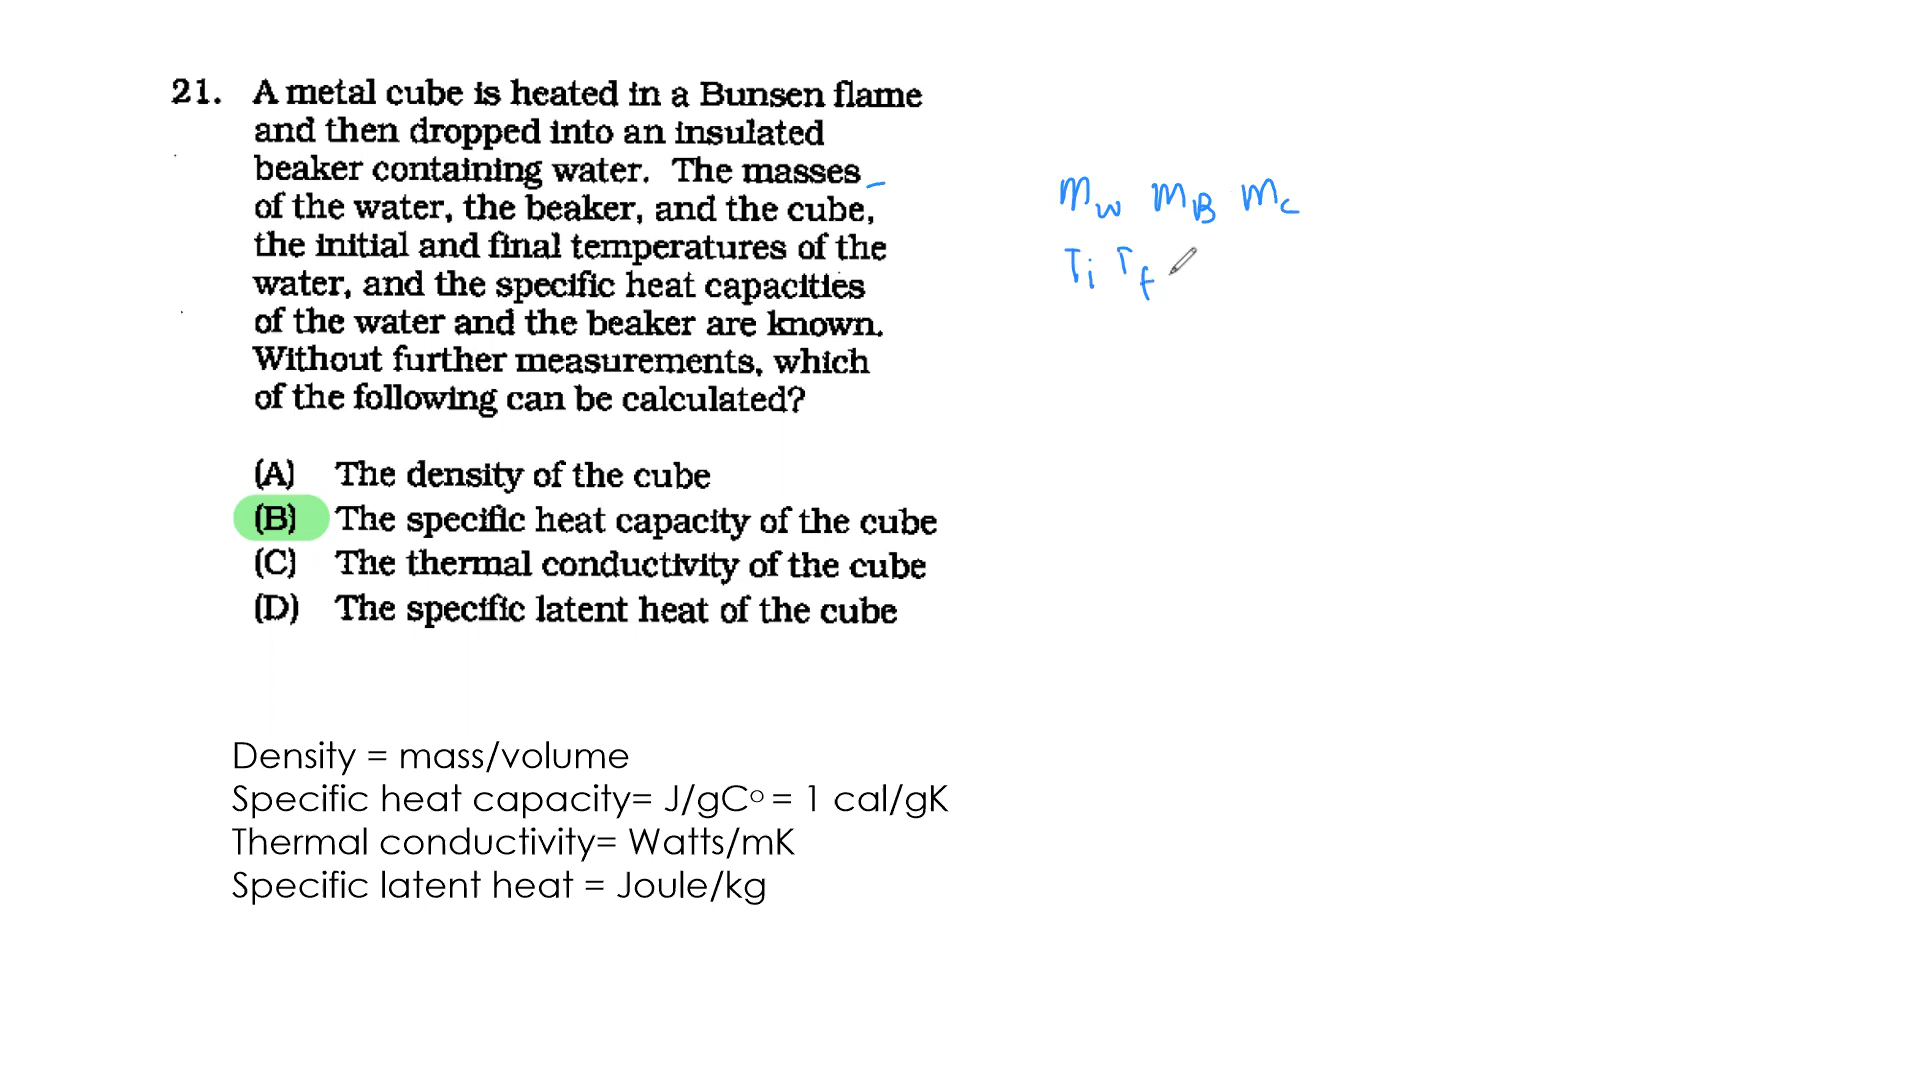 21. A metal cube is heated in a Bunsen flame
and then dropped into an insulated
beaker containing water. The masses
of the water, the beaker, and the cube,
the initial and final temperatures of the
water, and the specific heat capacities
of the water and the beaker are known.
Without further measurements, which
of the following can be calculated?
(A) The density of the cube
(B) The specific heat capacity of the cube
(C) The thermal conductivity of the cube
(D) The specific latent heat of the cube
Density = mass/volume
Specific heat capacity= J/gC° = 1 cal/gK
Thermal conductivity= Watts/mK
Specific latent heat = Joule/kg
mw mB mc
Ti Tf